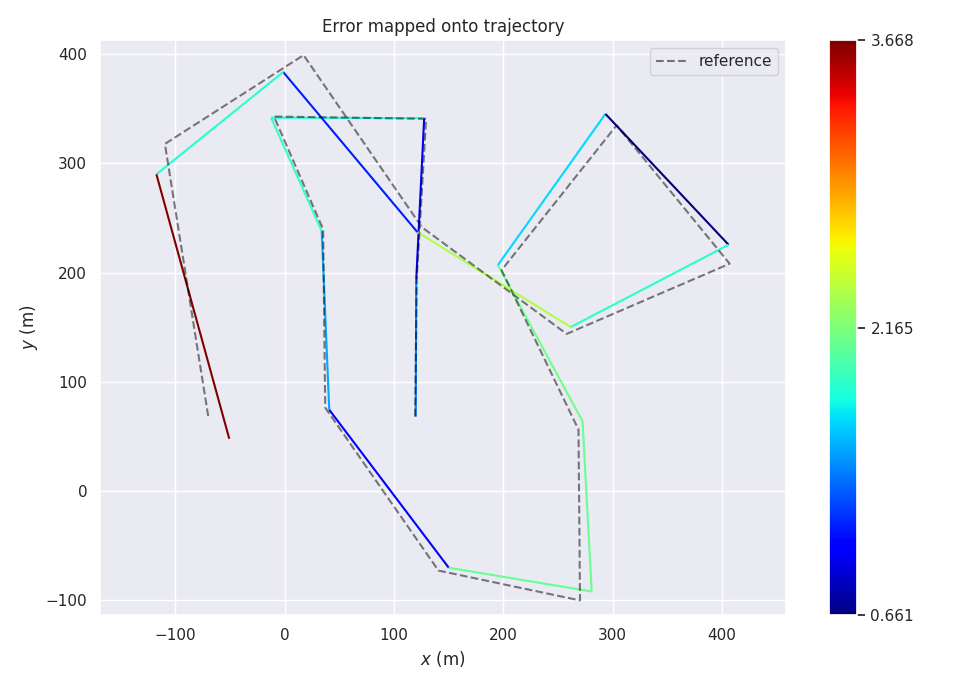 Error mapped onto trajectory
reference
400
300
200
100
0
−100
y (m)
−100 0 100 200 300 400
x (m)
3.668
2.165
0.661